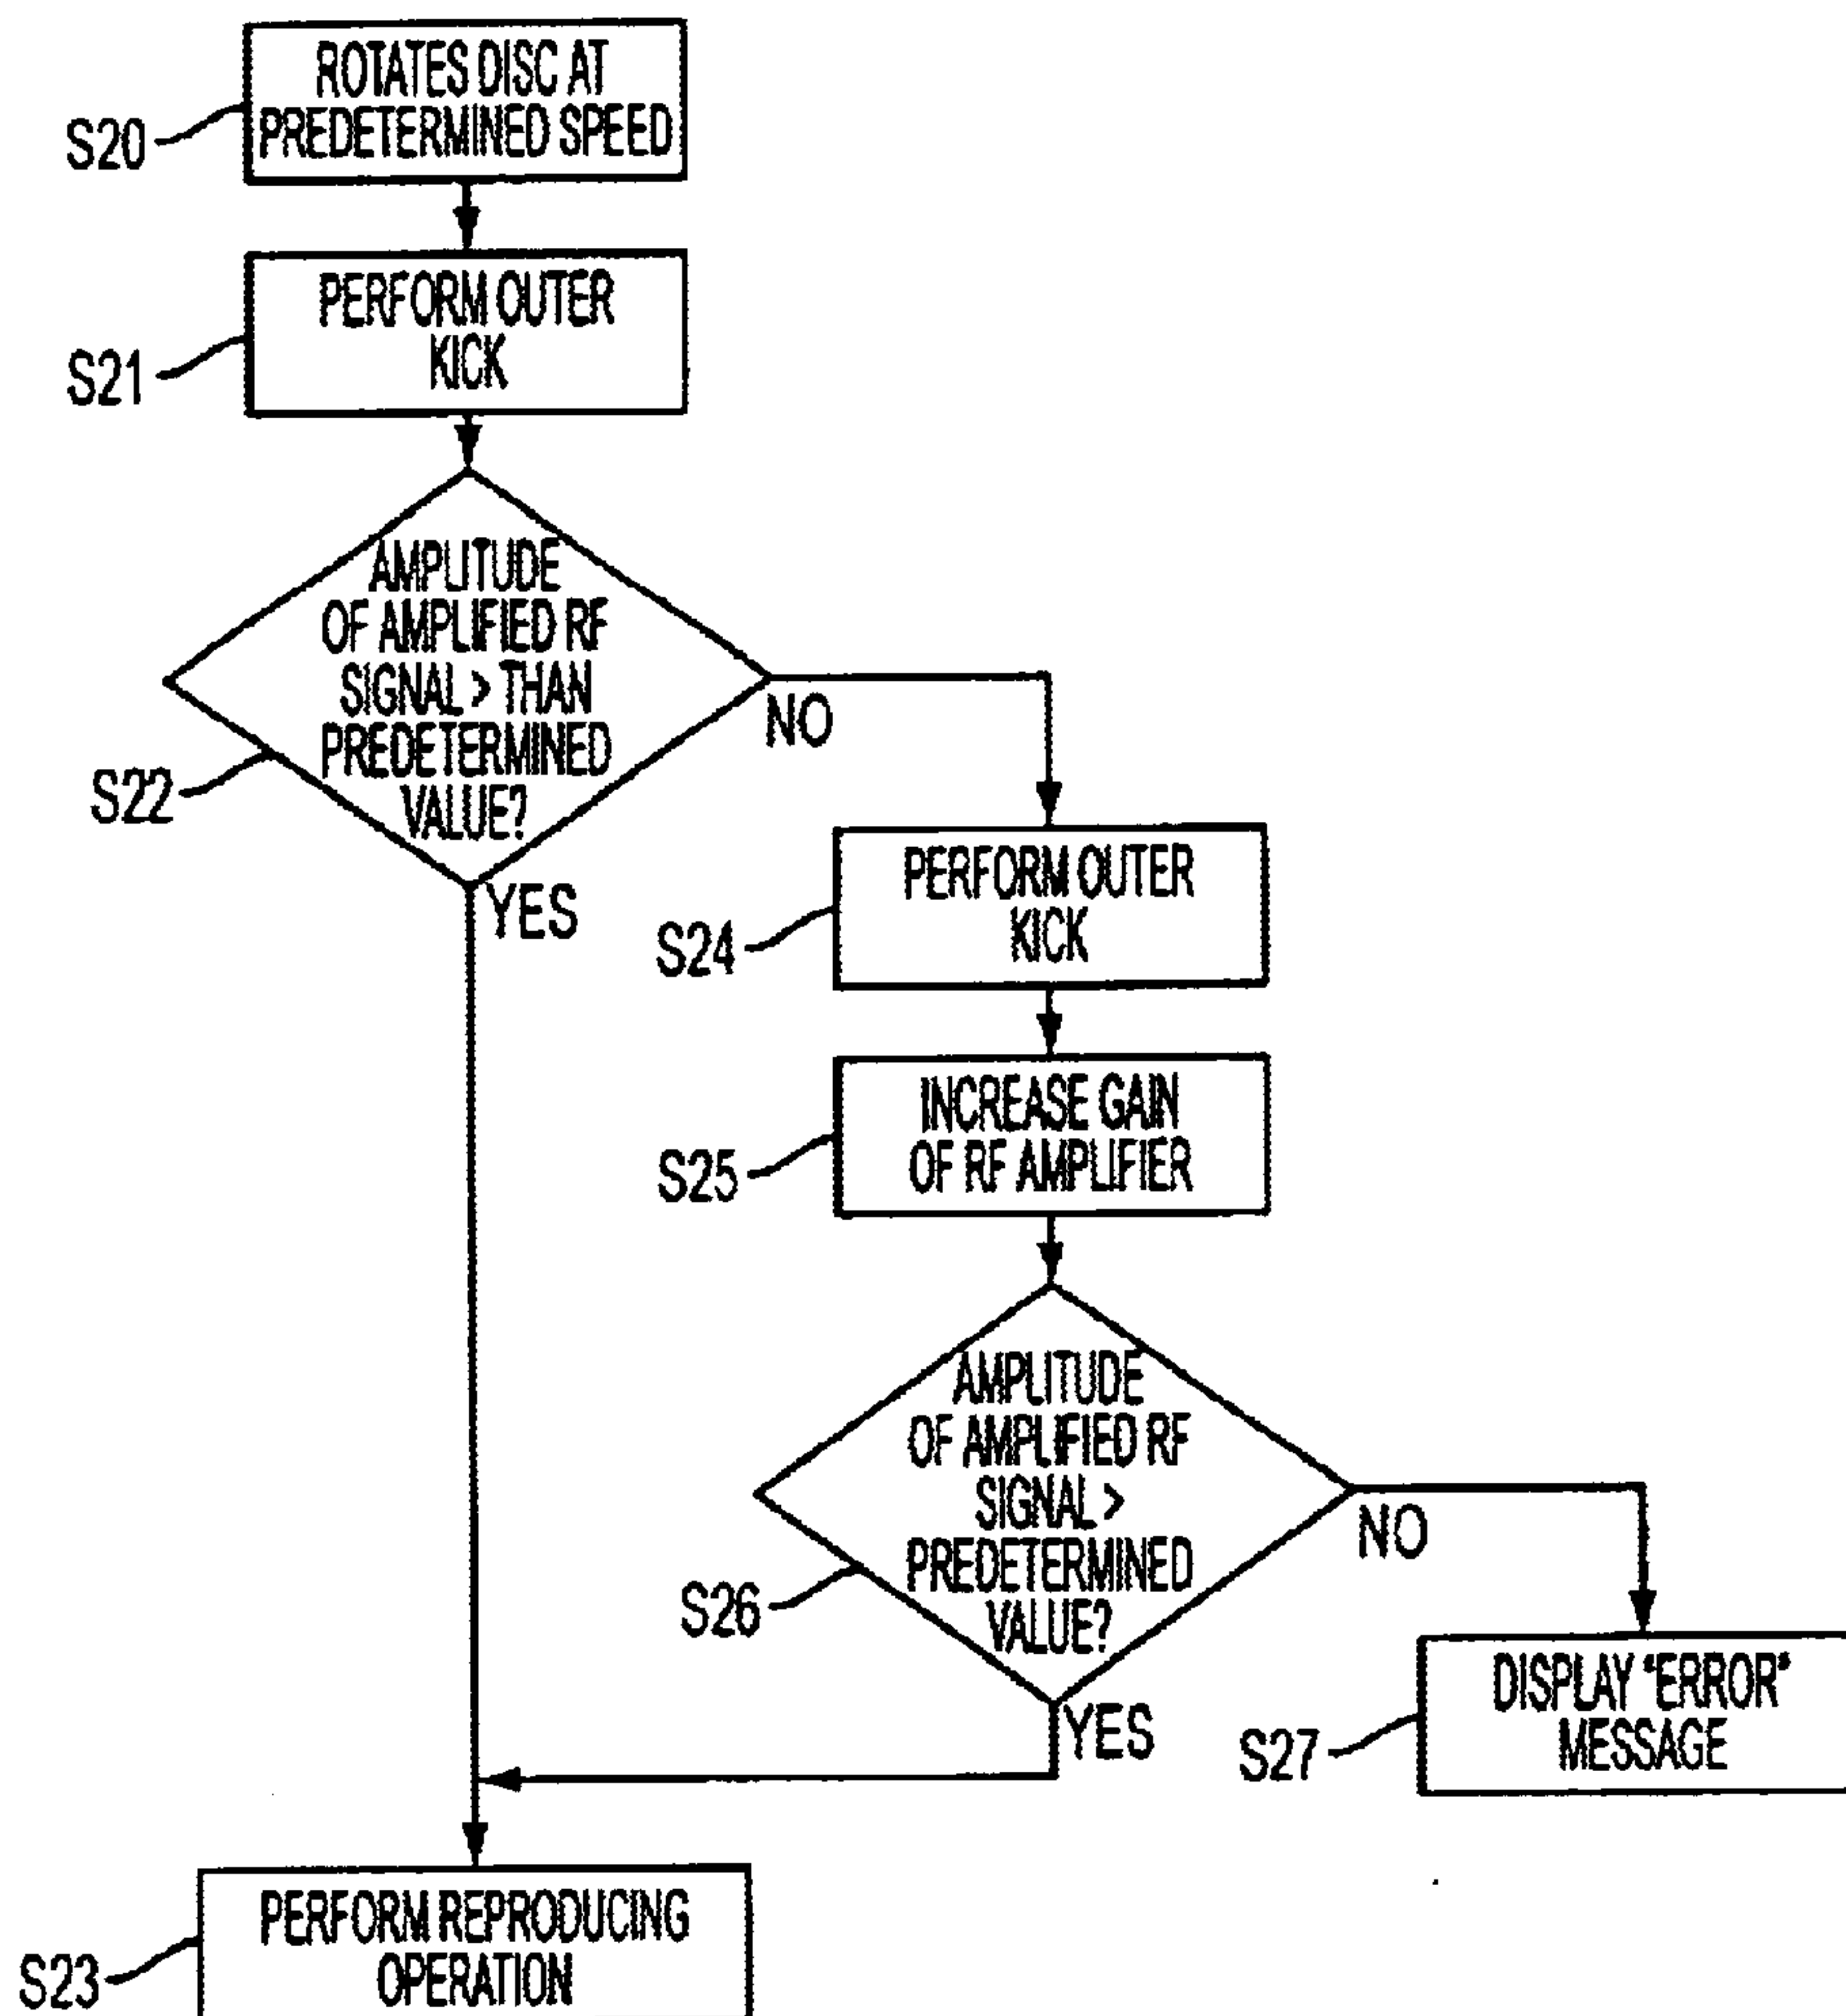 ROTATES DISC AT
PREDETERMINED SPEED
S20
PERFORM OUTER
KICK
S21
AMPLITUDE
OF AMPLIFIED RF
SIGNAL > THAN
PREDETERMINED
VALUE?
S22
NO
YES
PERFORM OUTER
KICK
S24
INCREASE GAIN
OF RF AMPLIFIER
S25
AMPLITUDE
OF AMPLIFIED RF
SIGNAL >
PREDETERMINED
VALUE?
S26
NO
YES
DISPLAY "ERROR"
MESSAGE
S27
PERFORM REPRODUCING
OPERATION
S23